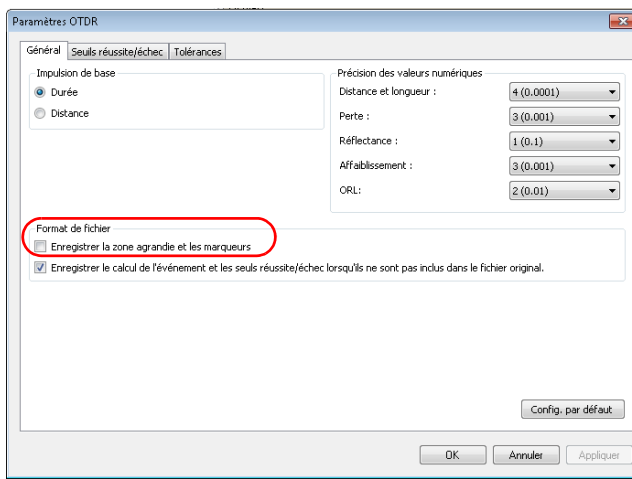 Paramètres OTDR
Général
Seuils réussite/échec
Tolérances
Impulsion de base
Durée
Distance
Précision des valeurs numériques
Distance et longueur :
4 (0.0001)
Perte :
3 (0.001)
Réflectance :
1 (0.1)
Affaiblissement :
3 (0.001)
ORL:
2 (0.01)
Format de fichier
Enregistrer la zone agrandie et les marqueurs
Enregistrer le calcul de l'événement et les seuls réussite/échec lorsqu'ils ne sont pas inclus dans le fichier original.
Config. par défaut
OK
Annuler
Appliquer